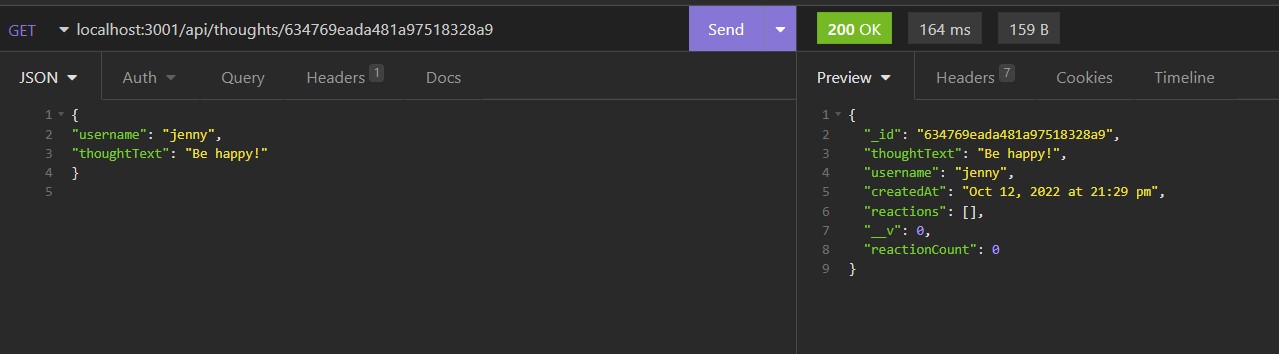 GET localhost:3001/api/thoughts/634769eada481a97518328a9 Send 200 OK 164 ms 159 B
JSON Auth Query Headers 1 Docs
1 {
2 "username": "jenny",
3 "thoughtText": "Be happy!"
4 }
5
Preview Headers 7 Cookies Timeline
1 {
2 "_id": "634769eada481a97518328a9",
3 "thoughtText": "Be happy!",
4 "username": "jenny",
5 "createdAt": "Oct 12, 2022 at 21:29 pm",
6 "reactions": [],
7 "__v": 0,
8 "reactionCount": 0
9 }